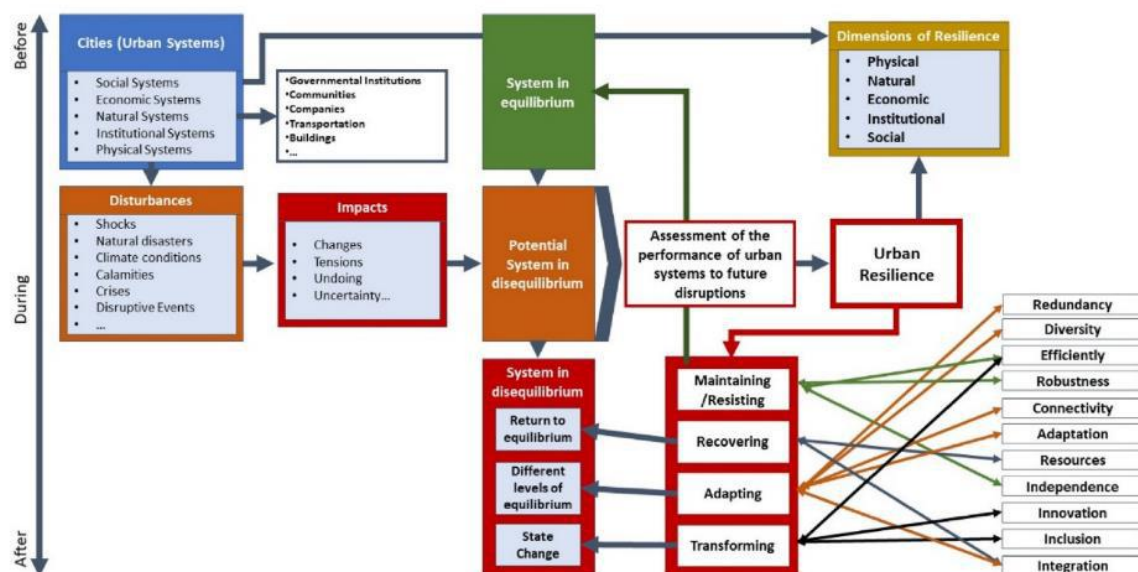 Before
During
After
Cities (Urban Systems)
• Social Systems
• Economic Systems
• Natural Systems
• Institutional Systems
• Physical Systems
•Governmental Institutions
•Communities
•Companies
•Transportation
•Buildings
•...
System in
equilibrium
Dimensions of Resilience
• Physical
• Natural
• Economic
• Institutional
• Social
Disturbances
• Shocks
• Natural disasters
• Climate conditions
• Calamities
• Crises
• Disruptive Events
• ...
Impacts
• Changes
• Tensions
• Undoing
• Uncertainty...
Potential
System in
disequilibrium
Assessment of the
performance of urban
systems to future
disruptions
Urban
Resilience
System in
disequilibrium
Return to
equilibrium
Different
levels of
equilibrium
State
Change
Maintaining
/Resisting
Recovering
Adapting
Transforming
Redundancy
Diversity
Efficiently
Robustness
Connectivity
Adaptation
Resources
Independence
Innovation
Inclusion
Integration